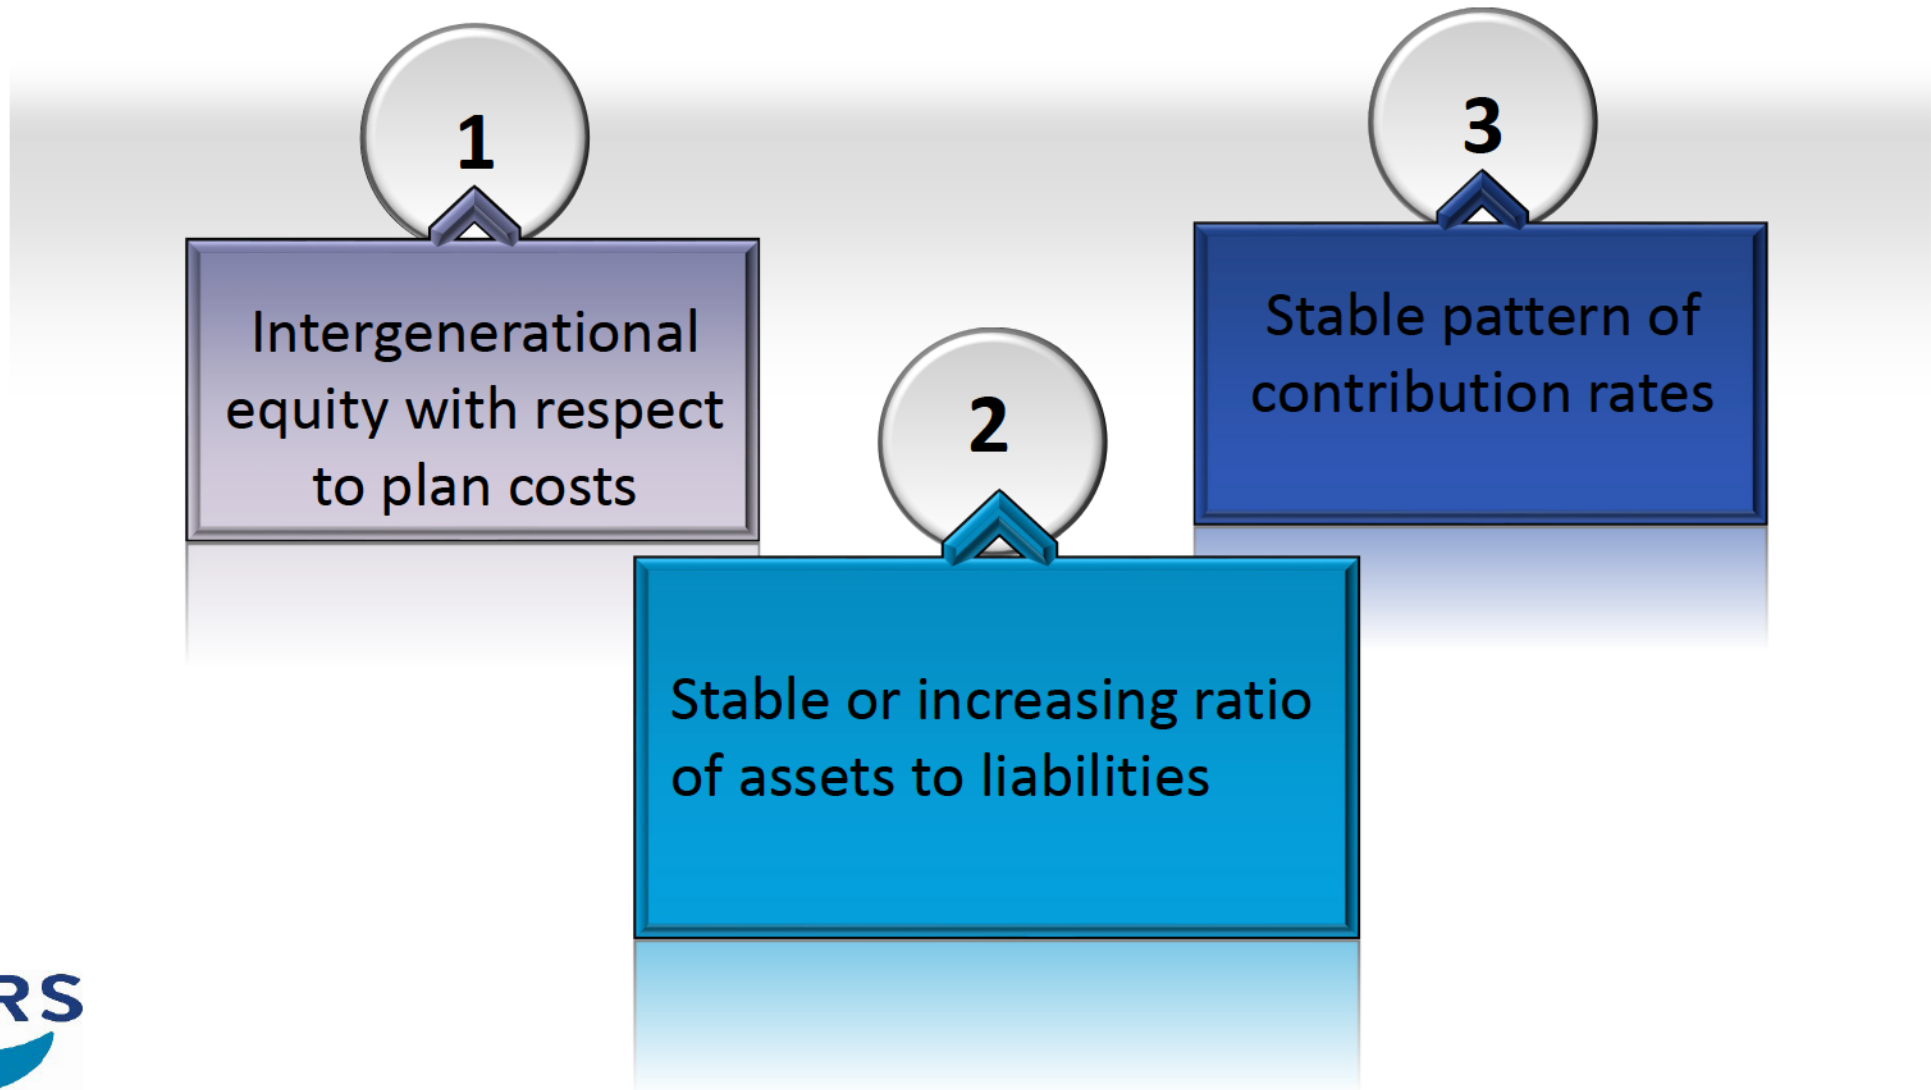 1
Intergenerational
equity with respect
to plan costs
2
Stable or increasing ratio
of assets to liabilities
3
Stable pattern of
contribution rates
RS